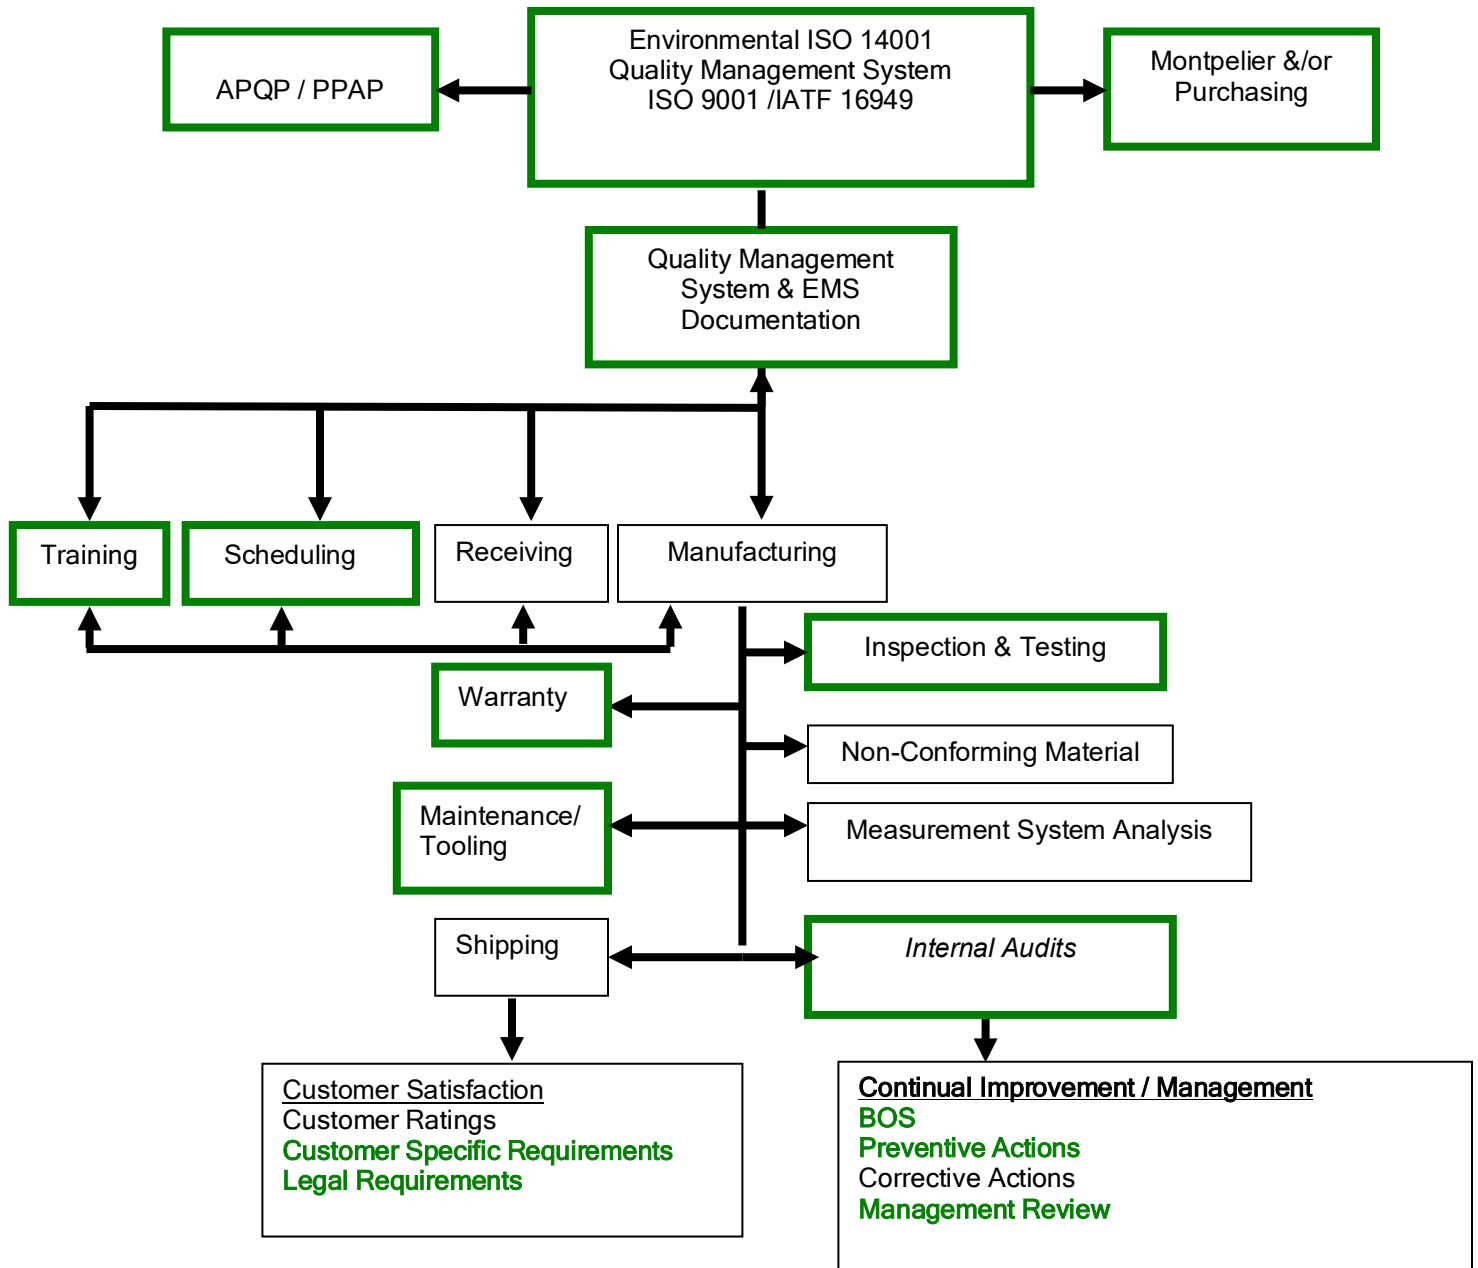 APQP / PPAP
Environmental ISO 14001
Quality Management System
ISO 9001 /IATF 16949
Montpelier &/or
Purchasing
Quality Management
System & EMS
Documentation
Training
Scheduling
Receiving
Manufacturing
Inspection & Testing
Warranty
Non-Conforming Material
Maintenance/
Tooling
Measurement System Analysis
Shipping
Internal Audits
Customer Satisfaction
Customer Ratings
Customer Specific Requirements
Legal Requirements
Continual Improvement / Management
BOS
Preventive Actions
Corrective Actions
Management Review